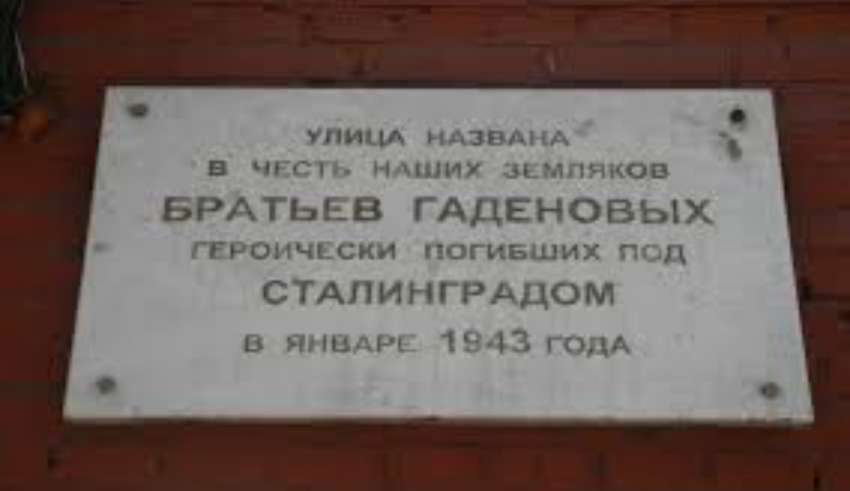 УЛИЦА НАЗВАНА
В ЧЕСТЬ НАШИХ ЗЕМЛЯКОВ
БРАТЬЕВ ГАДЕНОВЫХ
ГЕРОИЧЕСКИ ПОГИБШИХ ПОД
СТАЛИНГРАДОМ
В ЯНВАРЕ 1943 ГОДА